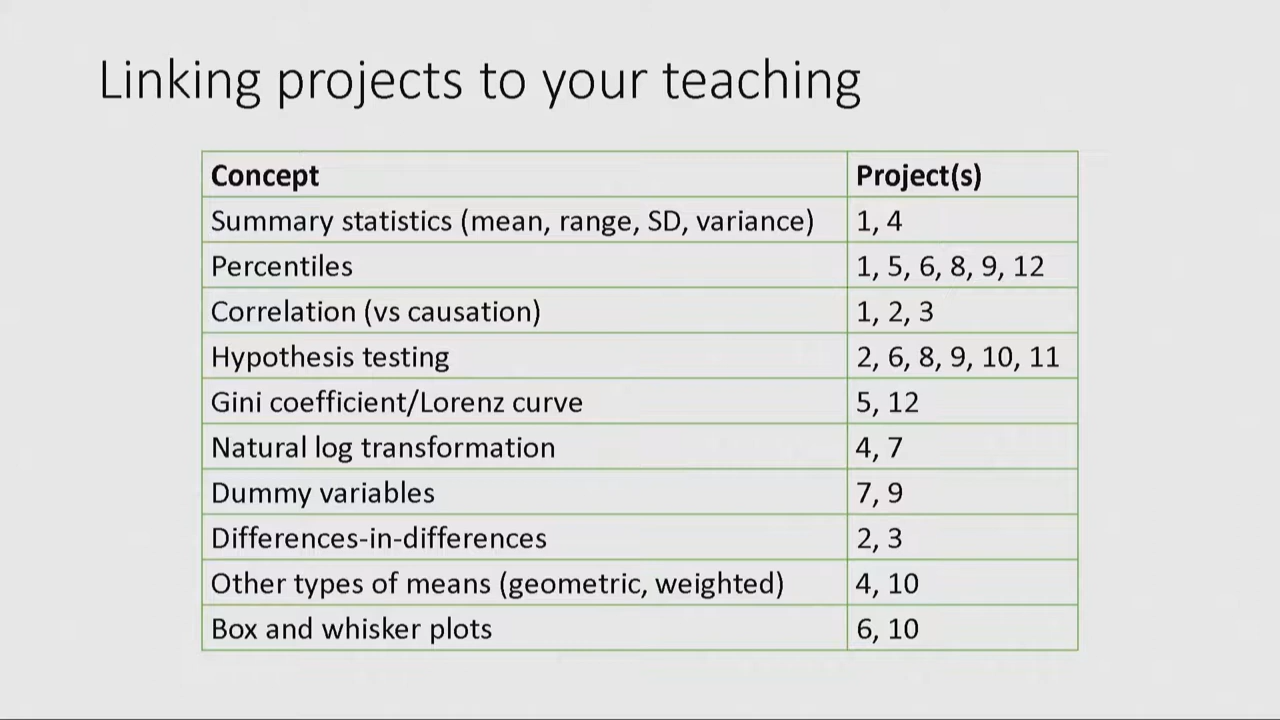 Linking projects to your teaching
Concept Project(s)
Summary statistics (mean, range, SD, variance) 1, 4
Percentiles 1, 5, 6, 8, 9, 12
Correlation (vs causation) 1, 2, 3
Hypothesis testing 2, 6, 8, 9, 10, 11
Gini coefficient/Lorenz curve 5, 12
Natural log transformation 4, 7
Dummy variables 7, 9
Differences-in-differences 2, 3
Other types of means (geometric, weighted) 4, 10
Box and whisker plots 6, 10